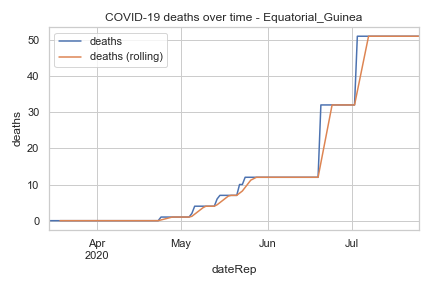 COVID-19 deaths over time - Equatorial_Guinea
deaths
deaths (rolling)
50
40
30
20
10
0
deaths
Apr
2020
May
Jun
Jul
dateRep